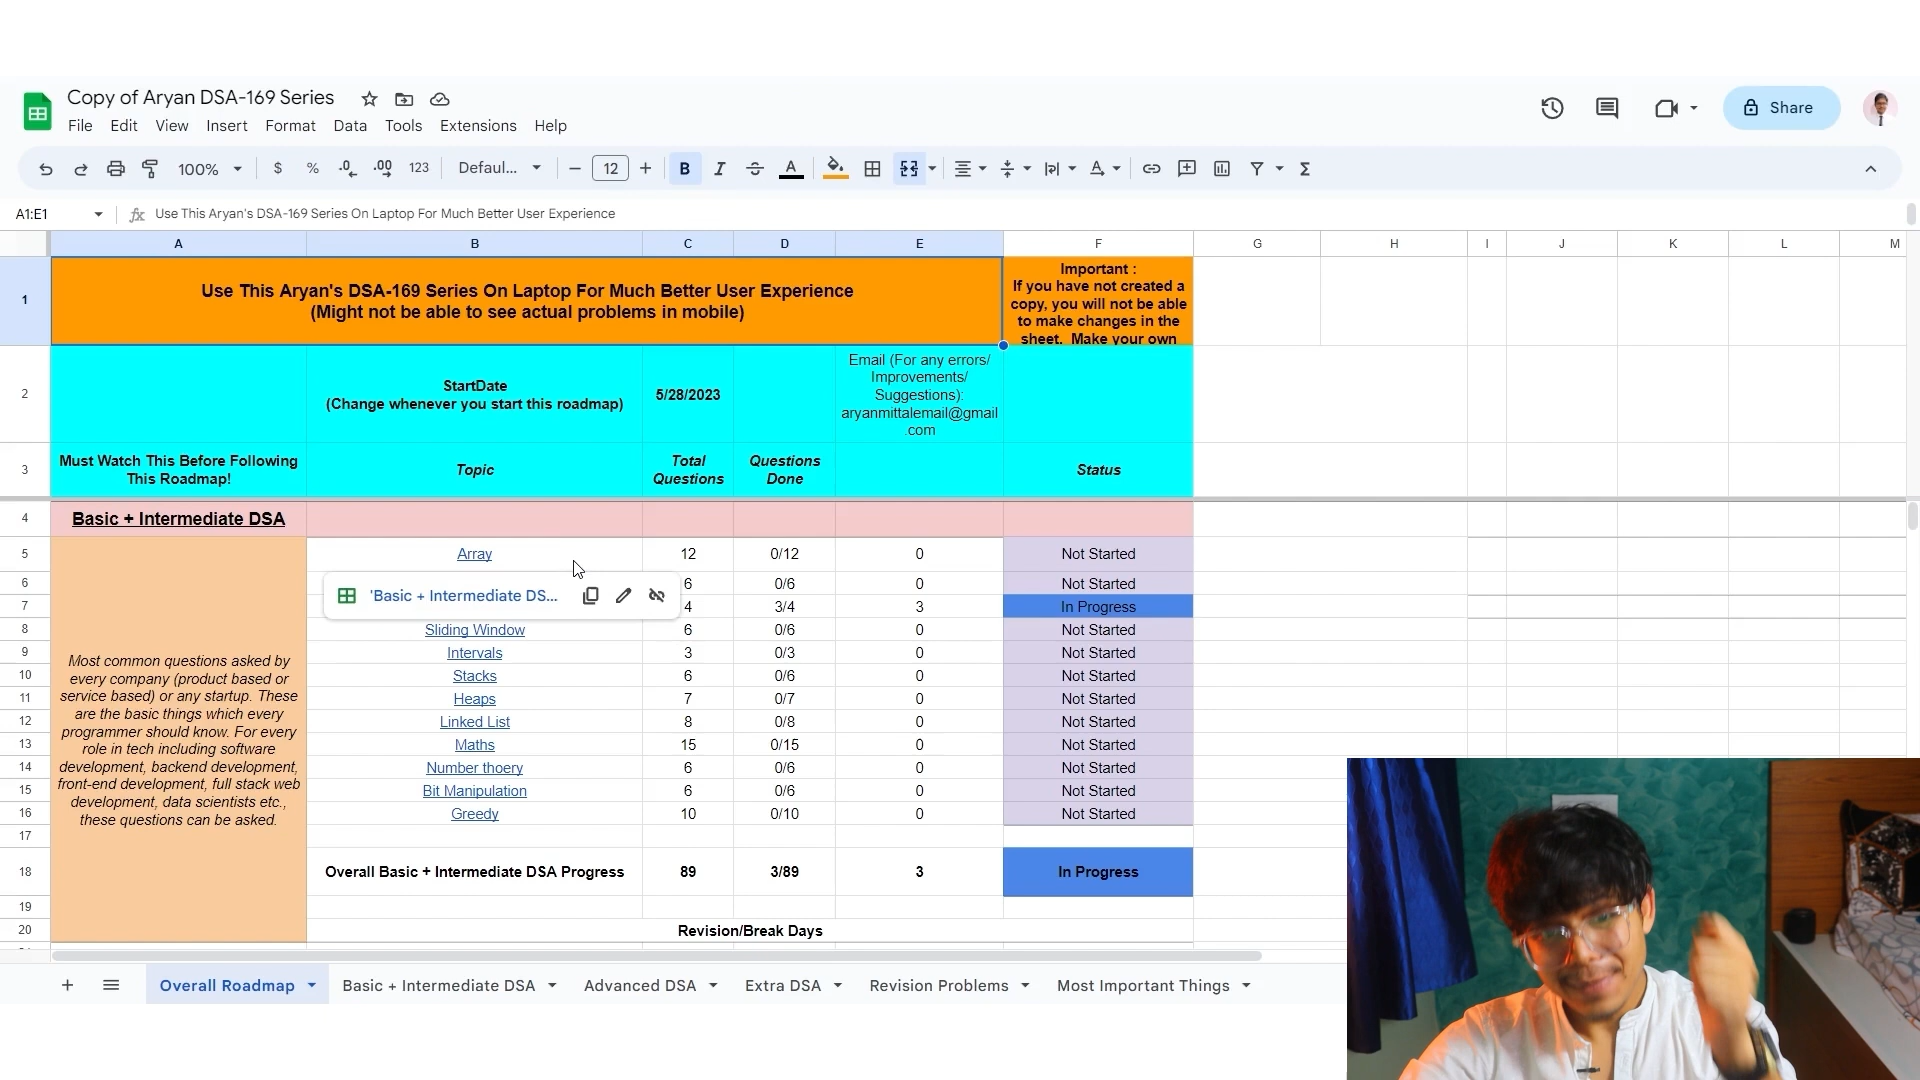 Copy of Aryan DSA-169 Series
File Edit View Insert Format Data Tools Extensions Help
Share
100% $ % .0 .00 123 Defaul... 12 B I A
A1:E1 fx Use This Aryan's DSA-169 Series On Laptop For Much Better User Experience
A B C D E F G H I J K L M
1
Use This Aryan's DSA-169 Series On Laptop For Much Better User Experience
(Might not be able to see actual problems in mobile)
Important :
If you have not created a
copy, you will not be able
to make changes in the
sheet. Make your own
2
StartDate
(Change whenever you start this roadmap)
5/28/2023
Email (For any errors/
Improvements/
Suggestions):
aryanmittalemail@gmail
.com
3
Must Watch This Before Following
This Roadmap!
Topic
Total
Questions
Questions
Done
Status
4 Basic + Intermediate DSA
5 Array 12 0/12 0 Not Started
6 6 0/6 0 Not Started
'Basic + Intermediate DS...
7 4 3/4 3 In Progress
8 Sliding Window 6 0/6 0 Not Started
9 Intervals 3 0/3 0 Not Started
10 Stacks 6 0/6 0 Not Started
11 Heaps 7 0/7 0 Not Started
12 Linked List 8 0/8 0 Not Started
13 Maths 15 0/15 0 Not Started
14 Number thoery 6 0/6 0 Not Started
15 Bit Manipulation 6 0/6 0 Not Started
16 Greedy 10 0/10 0 Not Started
Most common questions asked by
every company (product based or
service based) or any startup. These
are the basic things which every
programmer should know. For every
role in tech including software
development, backend development,
front-end development, full stack web
development, data scientists etc.,
these questions can be asked.
17
18 Overall Basic + Intermediate DSA Progress 89 3/89 3 In Progress
19
20 Revision/Break Days
Overall Roadmap Basic + Intermediate DSA Advanced DSA Extra DSA Revision Problems Most Important Things